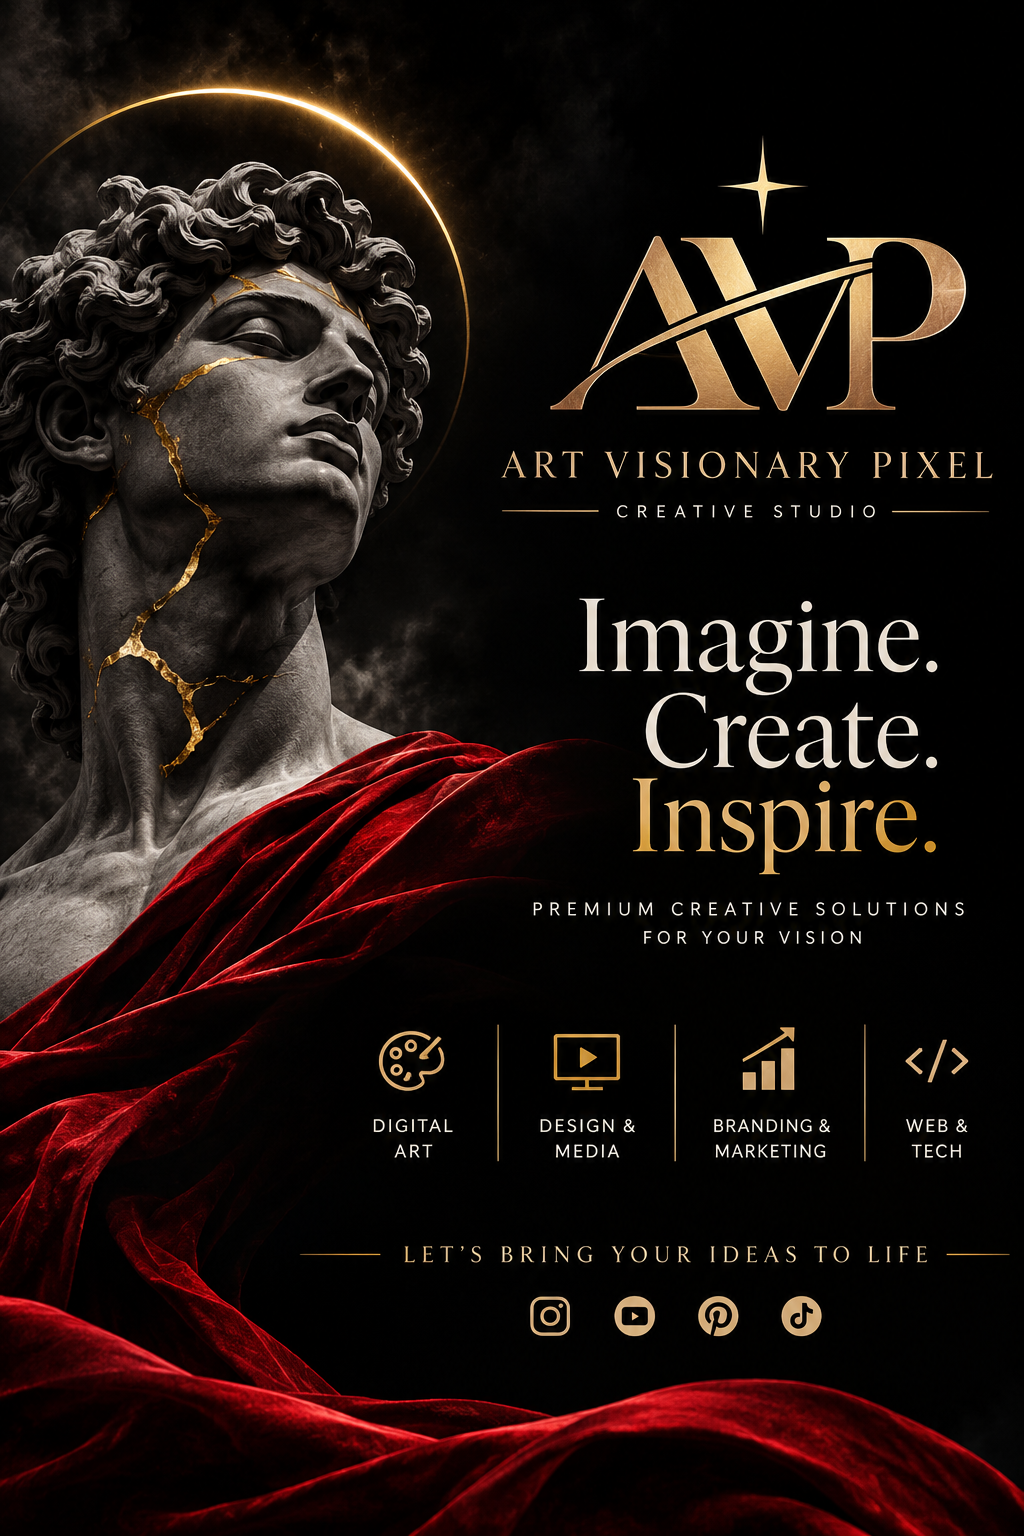 AVP
ART VISIONARY PIXEL
CREATIVE STUDIO
Imagine.
Create.
Inspire.
PREMIUM CREATIVE SOLUTIONS
FOR YOUR VISION
DIGITAL
ART
DESIGN &
MEDIA
BRANDING &
MARKETING
WEB &
TECH
LET'S BRING YOUR IDEAS TO LIFE